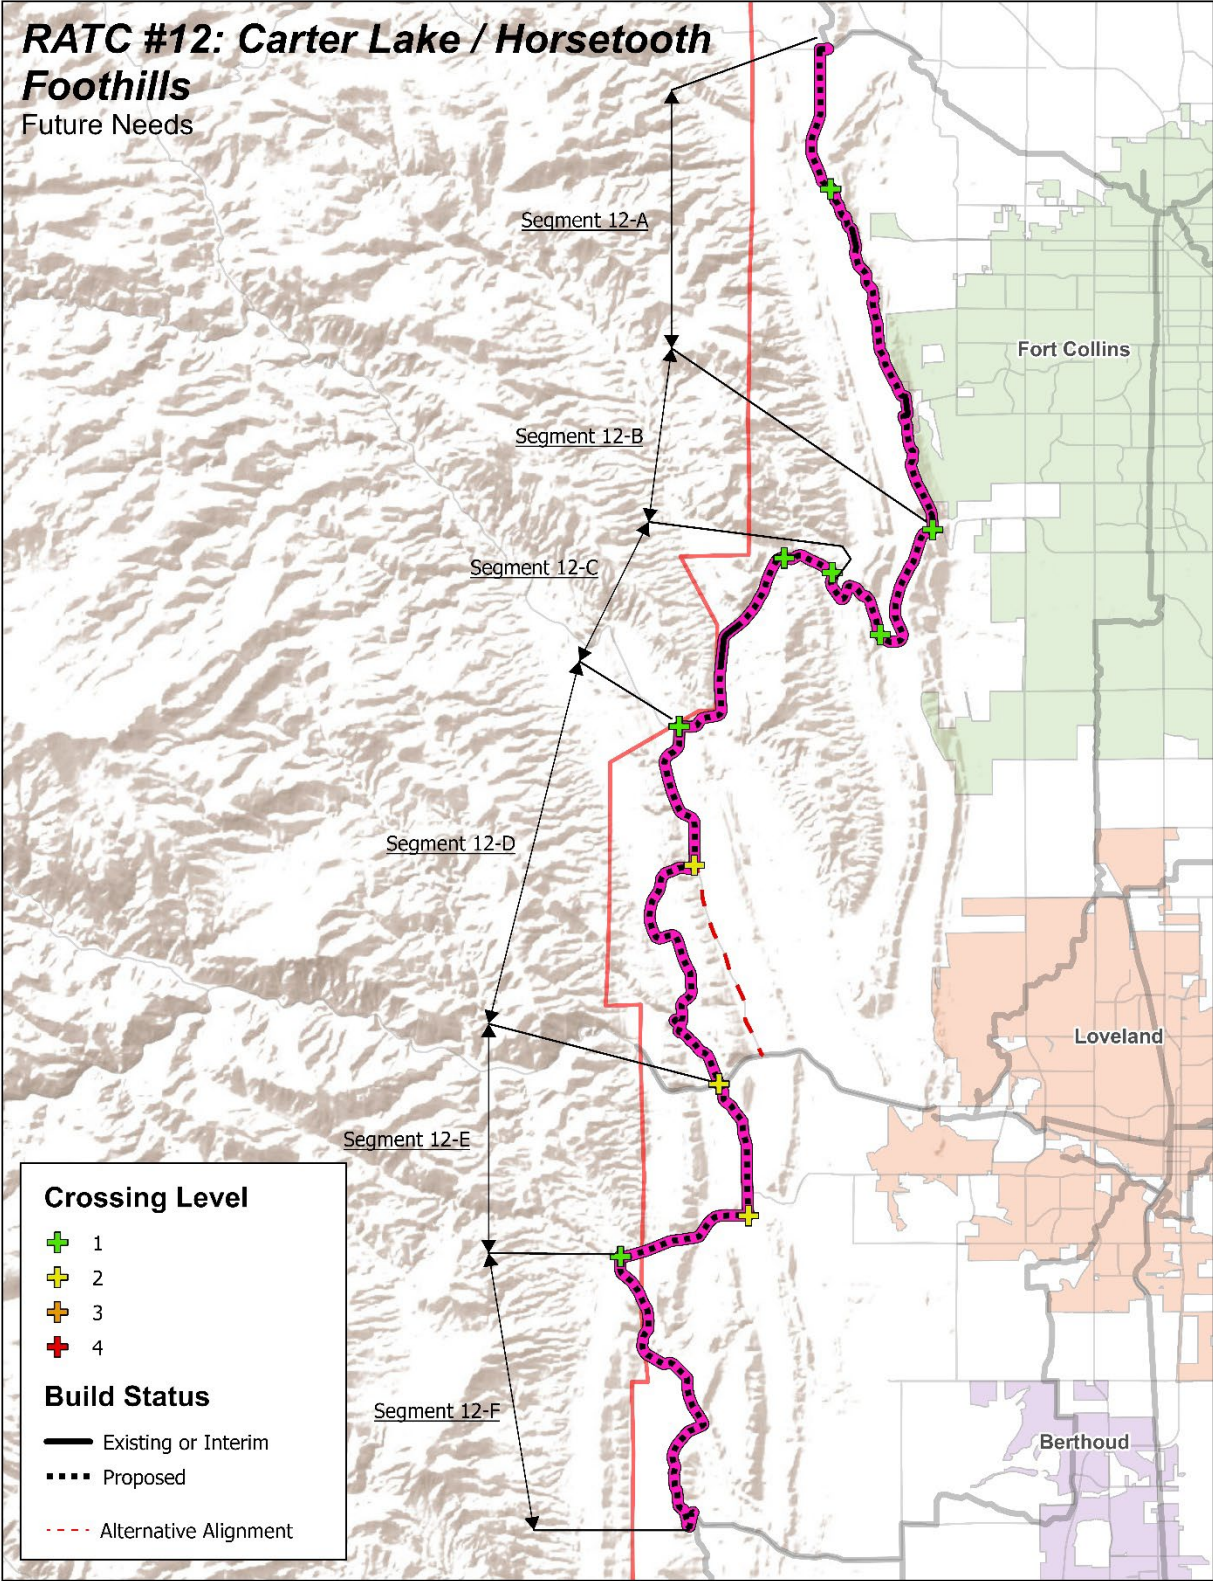 RATC #12: Carter Lake / Horsetooth
Foothills
Future Needs
Segment 12-A
Fort Collins
Segment 12-B
Segment 12-C
Segment 12-D
Loveland
Segment 12-E
Segment 12-F
Berthoud
Crossing Level
1
2
3
4
Build Status
Existing or Interim
Proposed
Alternative Alignment